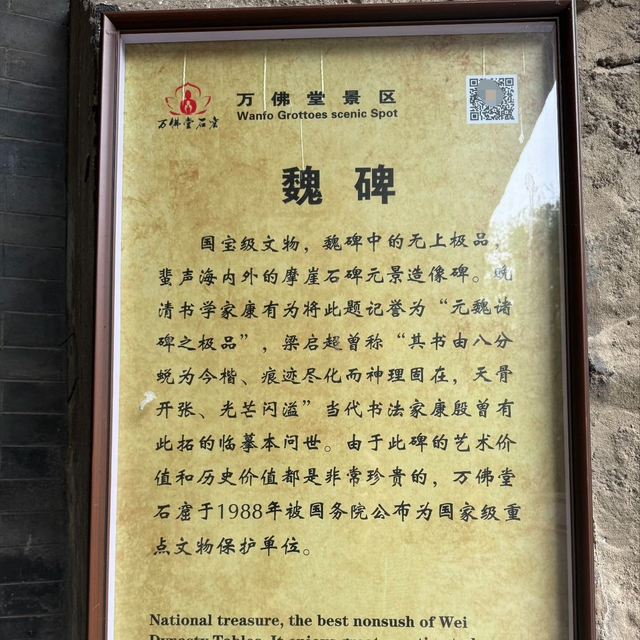 万佛堂石窟
万佛堂景区
Wanfo Grottoes scenic Spot
魏碑
国宝级文物，魏碑中的无上极品，
蜚声海内外的摩崖石碑元景造像碑。晚
清书学家康有为将此题记誉为“元魏诸
碑之极品”，梁启超曾称“其书由八分
蜕为今楷、痕迹尽化而神理固在，天骨
开张、光芒闪溢”当代书法家康殷曾有
此拓的临摹本问世。由于此碑的艺术价
值和历史价值都是非常珍贵的，万佛堂
石窟于1988年被国务院公布为国家级重
点文物保护单位。
National treasure, the best nonsush of Wei